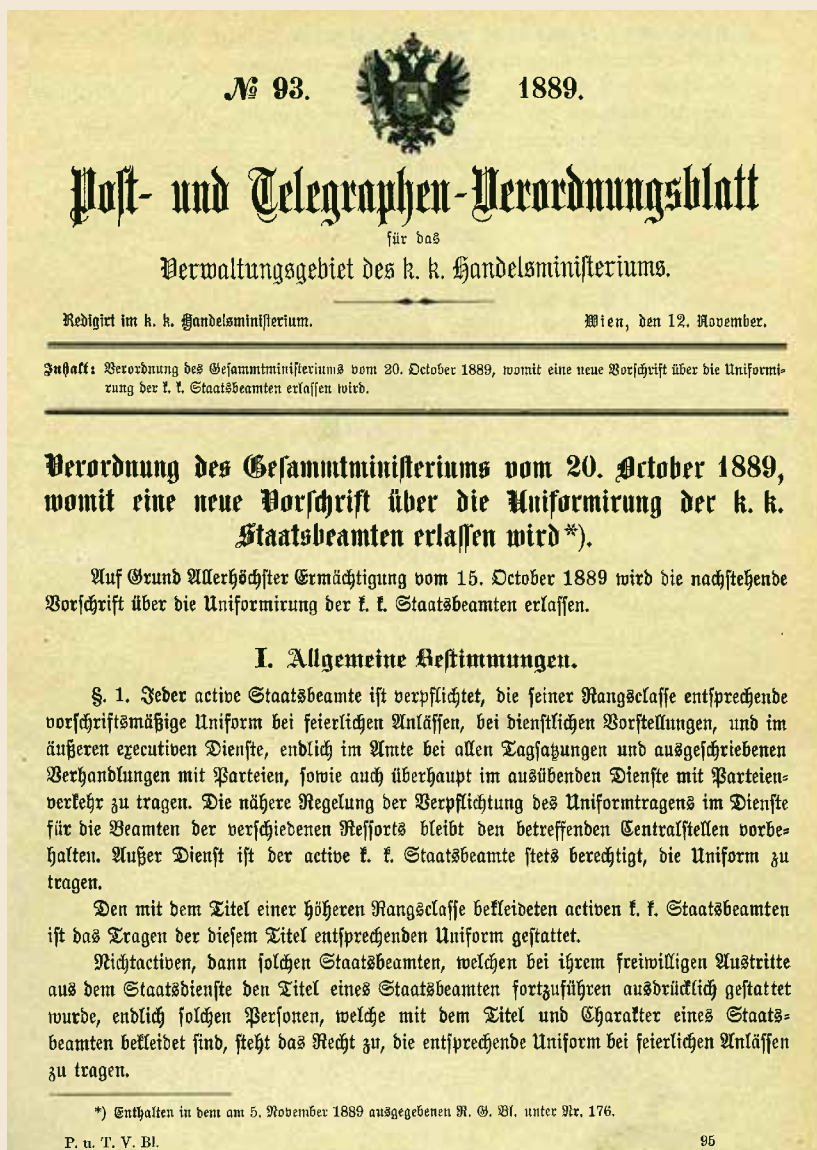 № 93.
1889.
Post- und Telegraphen-Verordnungsblatt
für das
Verwaltungsgebiet des k. k. Handelsministeriums.
Redigirt im k. k. Handelsministerium.
Wien, den 12. November.
Inhalt: Verordnung des Gesammtministeriums vom 20. October 1889, womit eine neue Vorschrift über die Uniformi-
rung der k. k. Staatsbeamten erlassen wird.
Verordnung des Gesammtministeriums vom 20. October 1889,
womit eine neue Vorschrift über die Uniformirung der k. k.
Staatsbeamten erlassen wird*).
Auf Grund Allerhöchster Ermächtigung vom 15. October 1889 wird die nachstehende
Vorschrift über die Uniformirung der k. k. Staatsbeamten erlassen.
I. Allgemeine Bestimmungen.
§. 1. Jeder active Staatsbeamte ist verpflichtet, die seiner Rangsclasse entsprechende
vorschriftsmäßige Uniform bei feierlichen Anlässen, bei dienstlichen Vorstellungen, und im
äußeren executiven Dienste, endlich im Amte bei allen Tagsatzungen und ausgeschriebenen
Verhandlungen mit Parteien, sowie auch überhaupt im ausübenden Dienste mit Parteien-
verkehr zu tragen. Die nähere Regelung der Verpflichtung des Uniformtragens im Dienste
für die Beamten der verschiedenen Ressorts bleibt den betreffenden Centralstellen vorbe-
halten. Außer Dienst ist der active k. k. Staatsbeamte stets berechtigt, die Uniform zu
tragen.
Den mit dem Titel einer höheren Rangsclasse bekleideten activen k. k. Staatsbeamten
ist das Tragen der diesem Titel entsprechenden Uniform gestattet.
Nichtactiven, dann solchen Staatsbeamten, welchen bei ihrem freiwilligen Austritte
aus dem Staatsdienste den Titel eines Staatsbeamten fortzuführen ausdrücklich gestattet
wurde, endlich solchen Personen, welche mit dem Titel und Charakter eines Staats-
beamten bekleidet sind, steht das Recht zu, die entsprechende Uniform bei feierlichen Anlässen
zu tragen.
*) Enthalten in dem am 5. November 1889 ausgegebenen R. G. Bl. unter Nr. 176.
P. u. T. V. Bl.
95